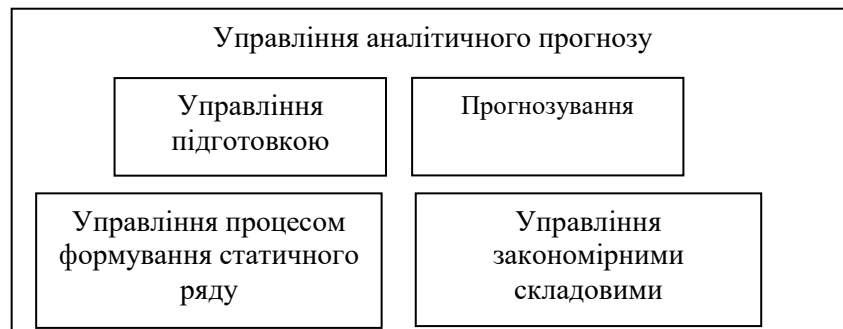 Управління аналітичного прогнозу
Управління
підготовкою
Прогнозування
Управління процесом
формування статичного
ряду
Управління
закономірними
складовими